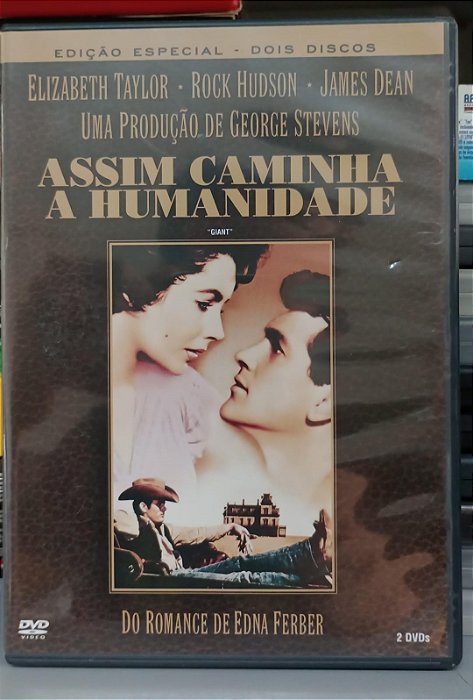 EDIÇÃO ESPECIAL - DOIS DISCOS
ELIZABETH TAYLOR · ROCK HUDSON · JAMES DEAN
UMA PRODUÇÃO DE GEORGE STEVENS
ASSIM CAMINHA
A HUMANIDADE
"GIANT"
DO ROMANCE DE EDNA FERBER
DVD
VIDEO
2 DVDs